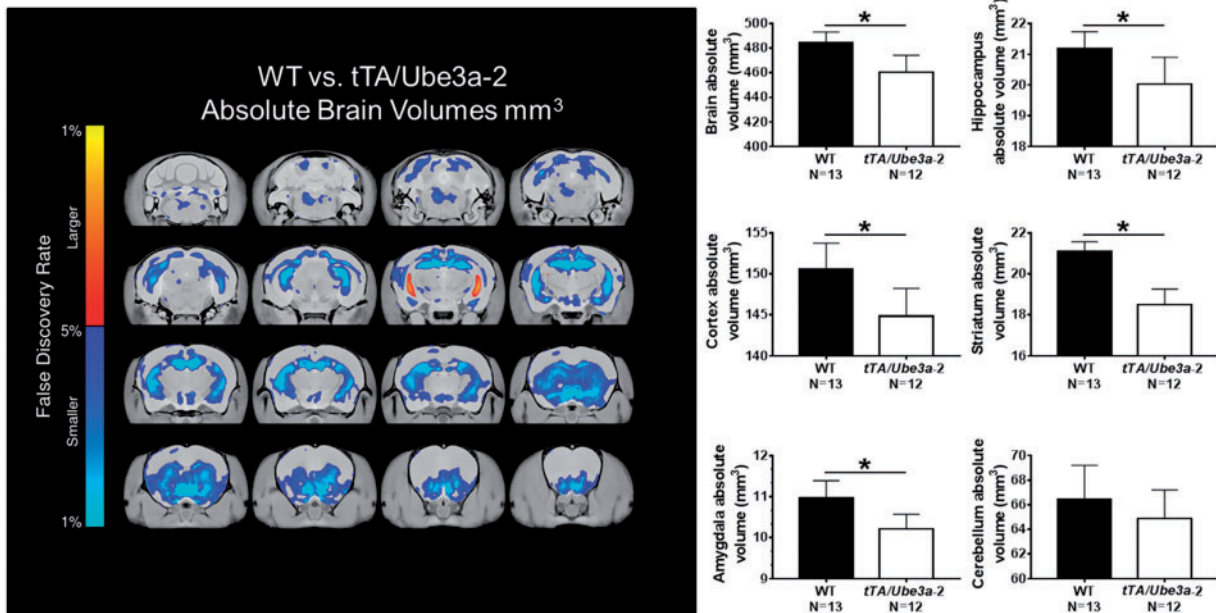 WT vs. tTA/Ube3a-2
Absolute Brain Volumes mm³
False Discovery Rate
1%
Larger
5%
Smaller
1%
Brain absolute
volume (mm³)
500
480
460
440
420
400
*
WT
N=13
tTA/Ube3a-2
N=12
Hippocampus
absolute volume (mm³)
22
21
20
19
18
*
WT
N=13
tTA/Ube3a-2
N=12
Cortex absolute
volume (mm³)
155
150
145
140
*
WT
N=13
tTA/Ube3a-2
N=12
Striatum absolute
volume (mm³)
22
20
18
16
*
WT
N=13
tTA/Ube3a-2
N=12
Amygdala absolute
volume (mm³)
11
11
10
9
*
WT
N=13
tTA/Ube3a-2
N=12
Cerebellum absolute
volume (mm³)
70
68
66
64
62
60
WT
N=13
tTA/Ube3a-2
N=12